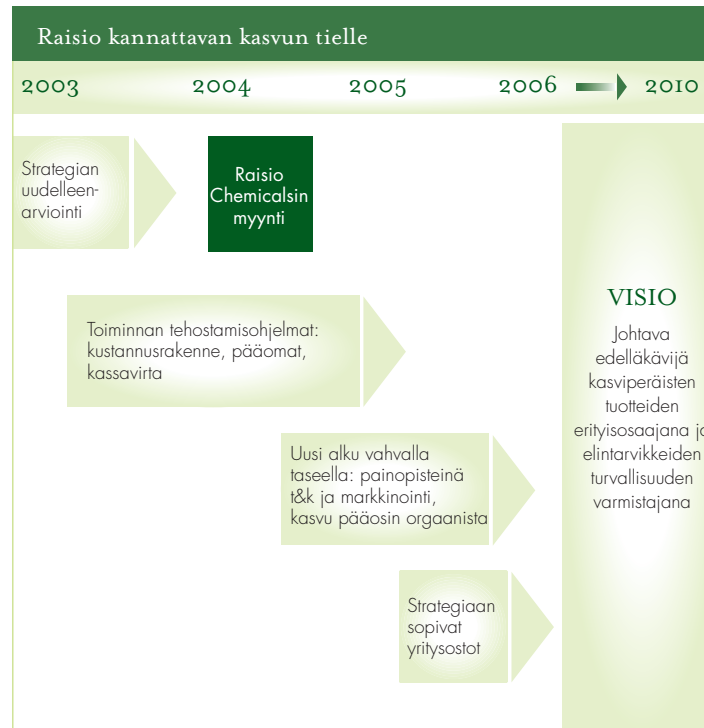 Raisio kannattavan kasvun tielle
2003 2004 2005 2006 2010
Strategian
uudelleen-
arviointi
Raisio
Chemicalsin
myynti
Toiminnan tehostamisohjelmat:
kustannusrakenne, pääomat,
kassavirta
Uusi alku vahvalla
taseella: painopisteinä
t&k ja markkinointi,
kasvu pääosin orgaanista
Strategiaan
sopivat
yritysostot
VISIO
Johtava
edelläkävijä
kasviperäisten
tuotteiden
erityisosaajana ja
elintarvikkeiden
turvallisuuden
varmistajana